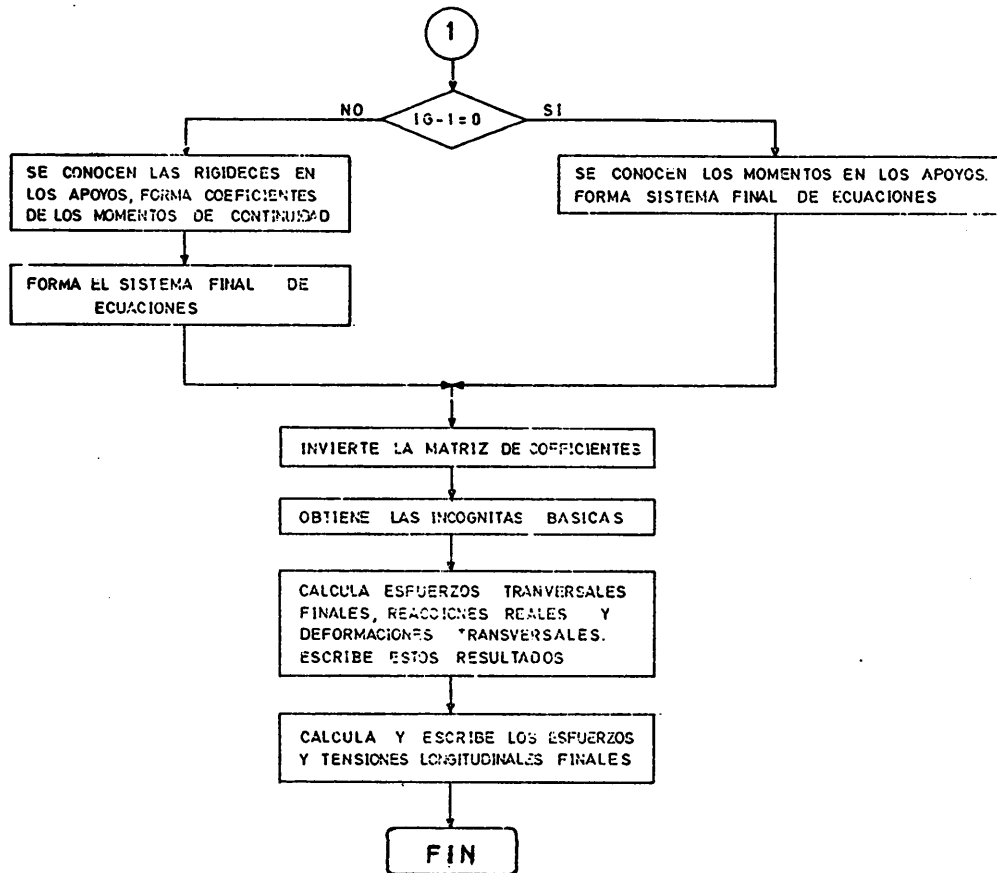 1
NO
IG-1=0
SI
SE CONOCEN LAS RIGIDECES EN
LOS APOYOS, FORMA COEFICIENTES
DE LOS MOMENTOS DE CONTINUIDAD
SE CONOCEN LOS MOMENTOS EN LOS APOYOS.
FORMA SISTEMA FINAL DE ECUACIONES
FORMA EL SISTEMA FINAL DE
ECUACIONES
INVIERTE LA MATRIZ DE COEFICIENTES
OBTIENE LAS INCOGNITAS BASICAS
CALCULA ESFUERZOS TRANVERSALES
FINALES, REACCIONES REALES Y
DEFORMACIONES TRANSVERSALES.
ESCRIBE ESTOS RESULTADOS
CALCULA Y ESCRIBE LOS ESFUERZOS
Y TENSIONES LONGITUDINALES FINALES
FIN